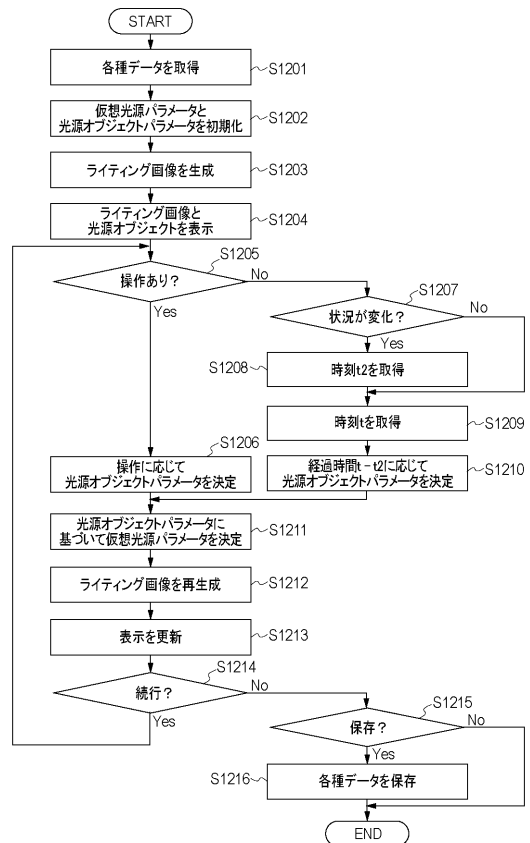 START
各種データを取得
S1201
仮想光源パラメータと
光源オブジェクトパラメータを初期化
S1202
ライティング画像を生成
S1203
ライティング画像と
光源オブジェクトを表示
S1204
S1205
操作あり？
No
Yes
S1207
状況が変化？
No
Yes
S1208
時刻t2を取得
時刻tを取得
S1209
S1206
操作に応じて
光源オブジェクトパラメータを決定
経過時間t－t2に応じて
光源オブジェクトパラメータを決定
S1210
光源オブジェクトパラメータに
基づいて仮想光源パラメータを決定
S1211
ライティング画像を再生成
S1212
表示を更新
S1213
S1214
続行？
No
Yes
S1215
保存？
No
Yes
S1216
各種データを保存
END